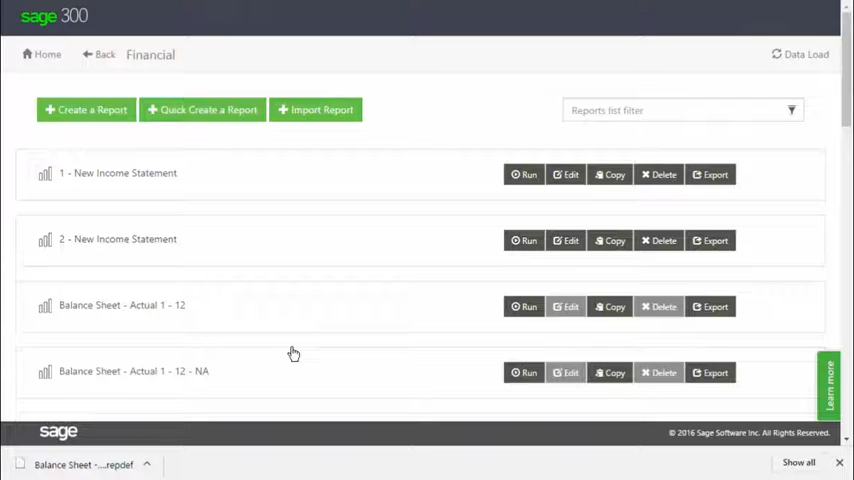 sage 300
Home Back Financial Data Load
Create a Report Quick Create a Report Import Report Reports list filter
1 - New Income Statement Run Edit Copy Delete Export
2 - New Income Statement Run Edit Copy Delete Export
Balance Sheet - Actual 1 - 12 Run Edit Copy Delete Export
Balance Sheet - Actual 1 - 12 - NA Run Edit Copy Delete Export
Learn more
sage © 2016 Sage Software Inc. All Rights Reserved.
Balance Sheet -....repdef Show all